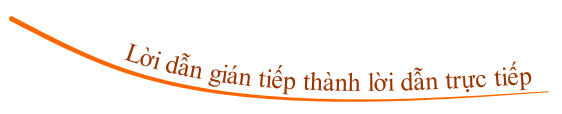 Lời dẫn gián tiếp thành lời dẫn trực tiếp